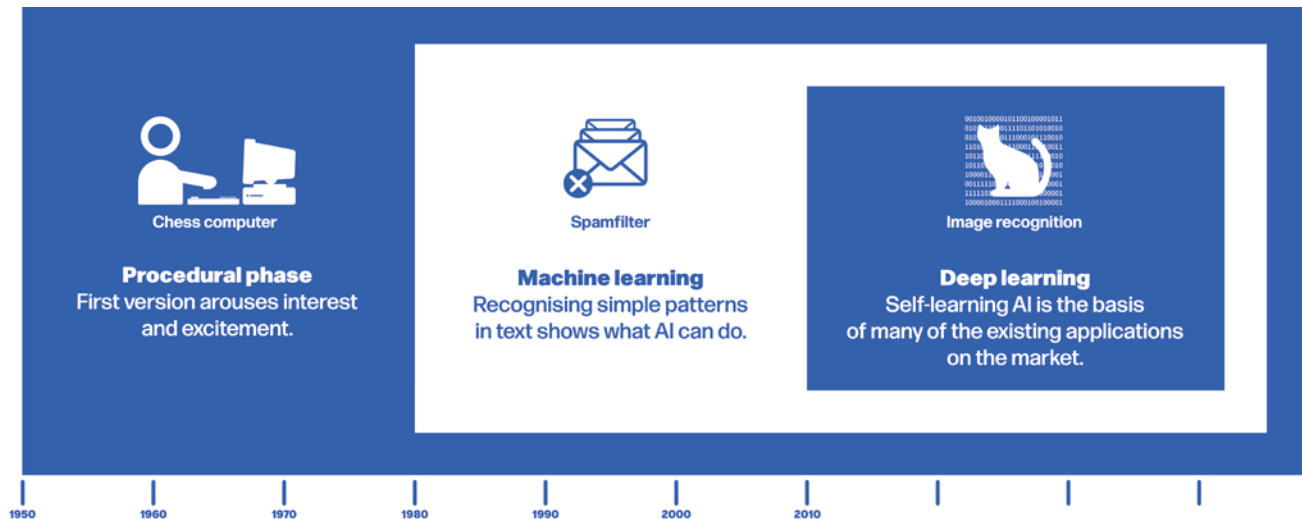 Chess computer
Procedural phase
First version arouses interest
and excitement.
Spamfilter
Machine learning
Recognising simple patterns
in text shows what AI can do.
Image recognition
Deep learning
Self-learning AI is the basis
of many of the existing applications
on the market.
1950 1960 1970 1980 1990 2000 2010